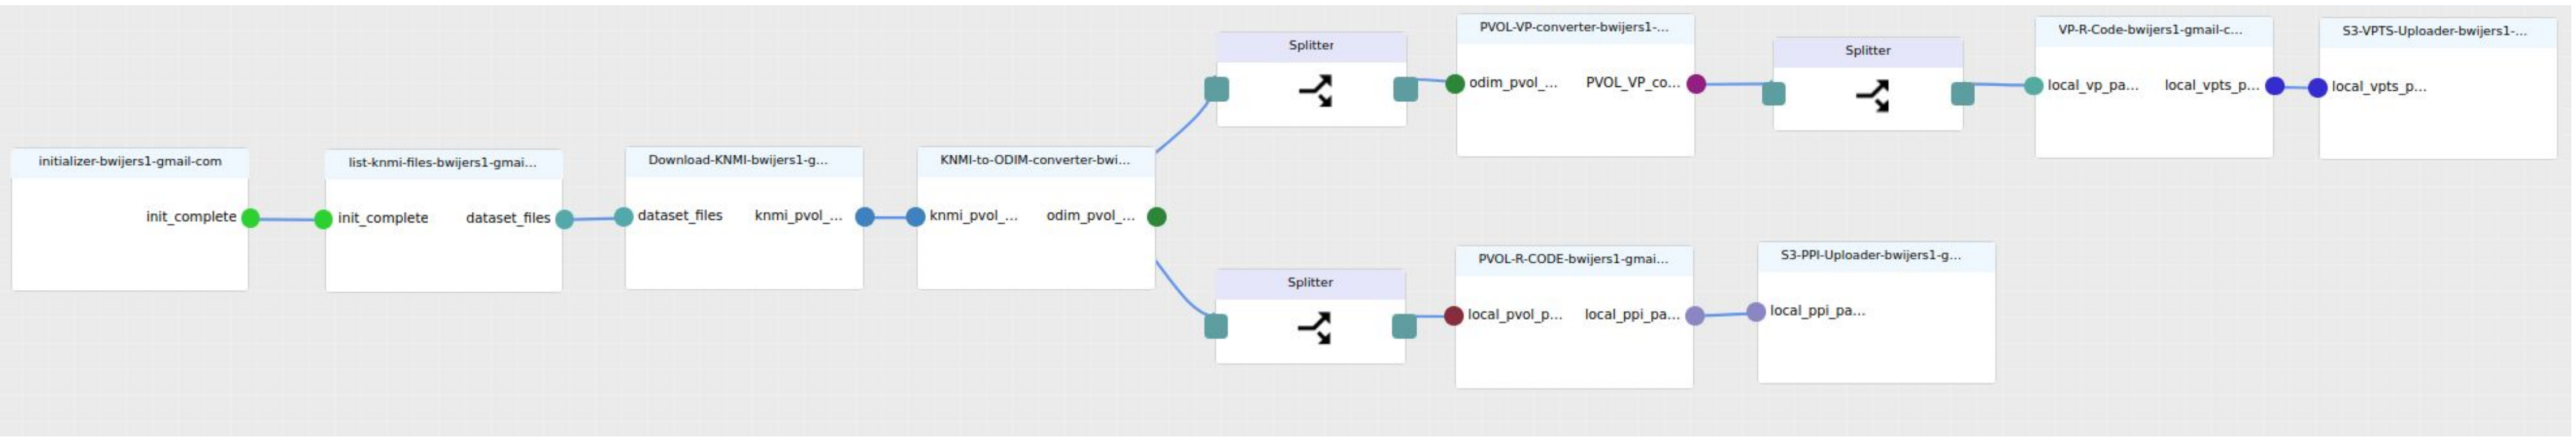 initializer-bwijers1-gmail-com
init_complete
list-knmi-files-bwijers1-gmai...
init_complete dataset_files
Download-KNMI-bwijers1-g...
dataset_files knmi_pvol_...
KNMI-to-ODIM-converter-bwi...
knmi_pvol_... odim_pvol_...
Splitter
PVOL-VP-converter-bwijers1-...
odim_pvol_... PVOL_VP_co...
Splitter
VP-R-Code-bwijers1-gmail-c...
local_vp_pa... local_vpts_p...
S3-VPTS-Uploader-bwijers1-...
local_vpts_p...
Splitter
PVOL-R-CODE-bwijers1-gmai...
local_pvol_p... local_ppi_pa...
S3-PPI-Uploader-bwijers1-g...
local_ppi_pa...